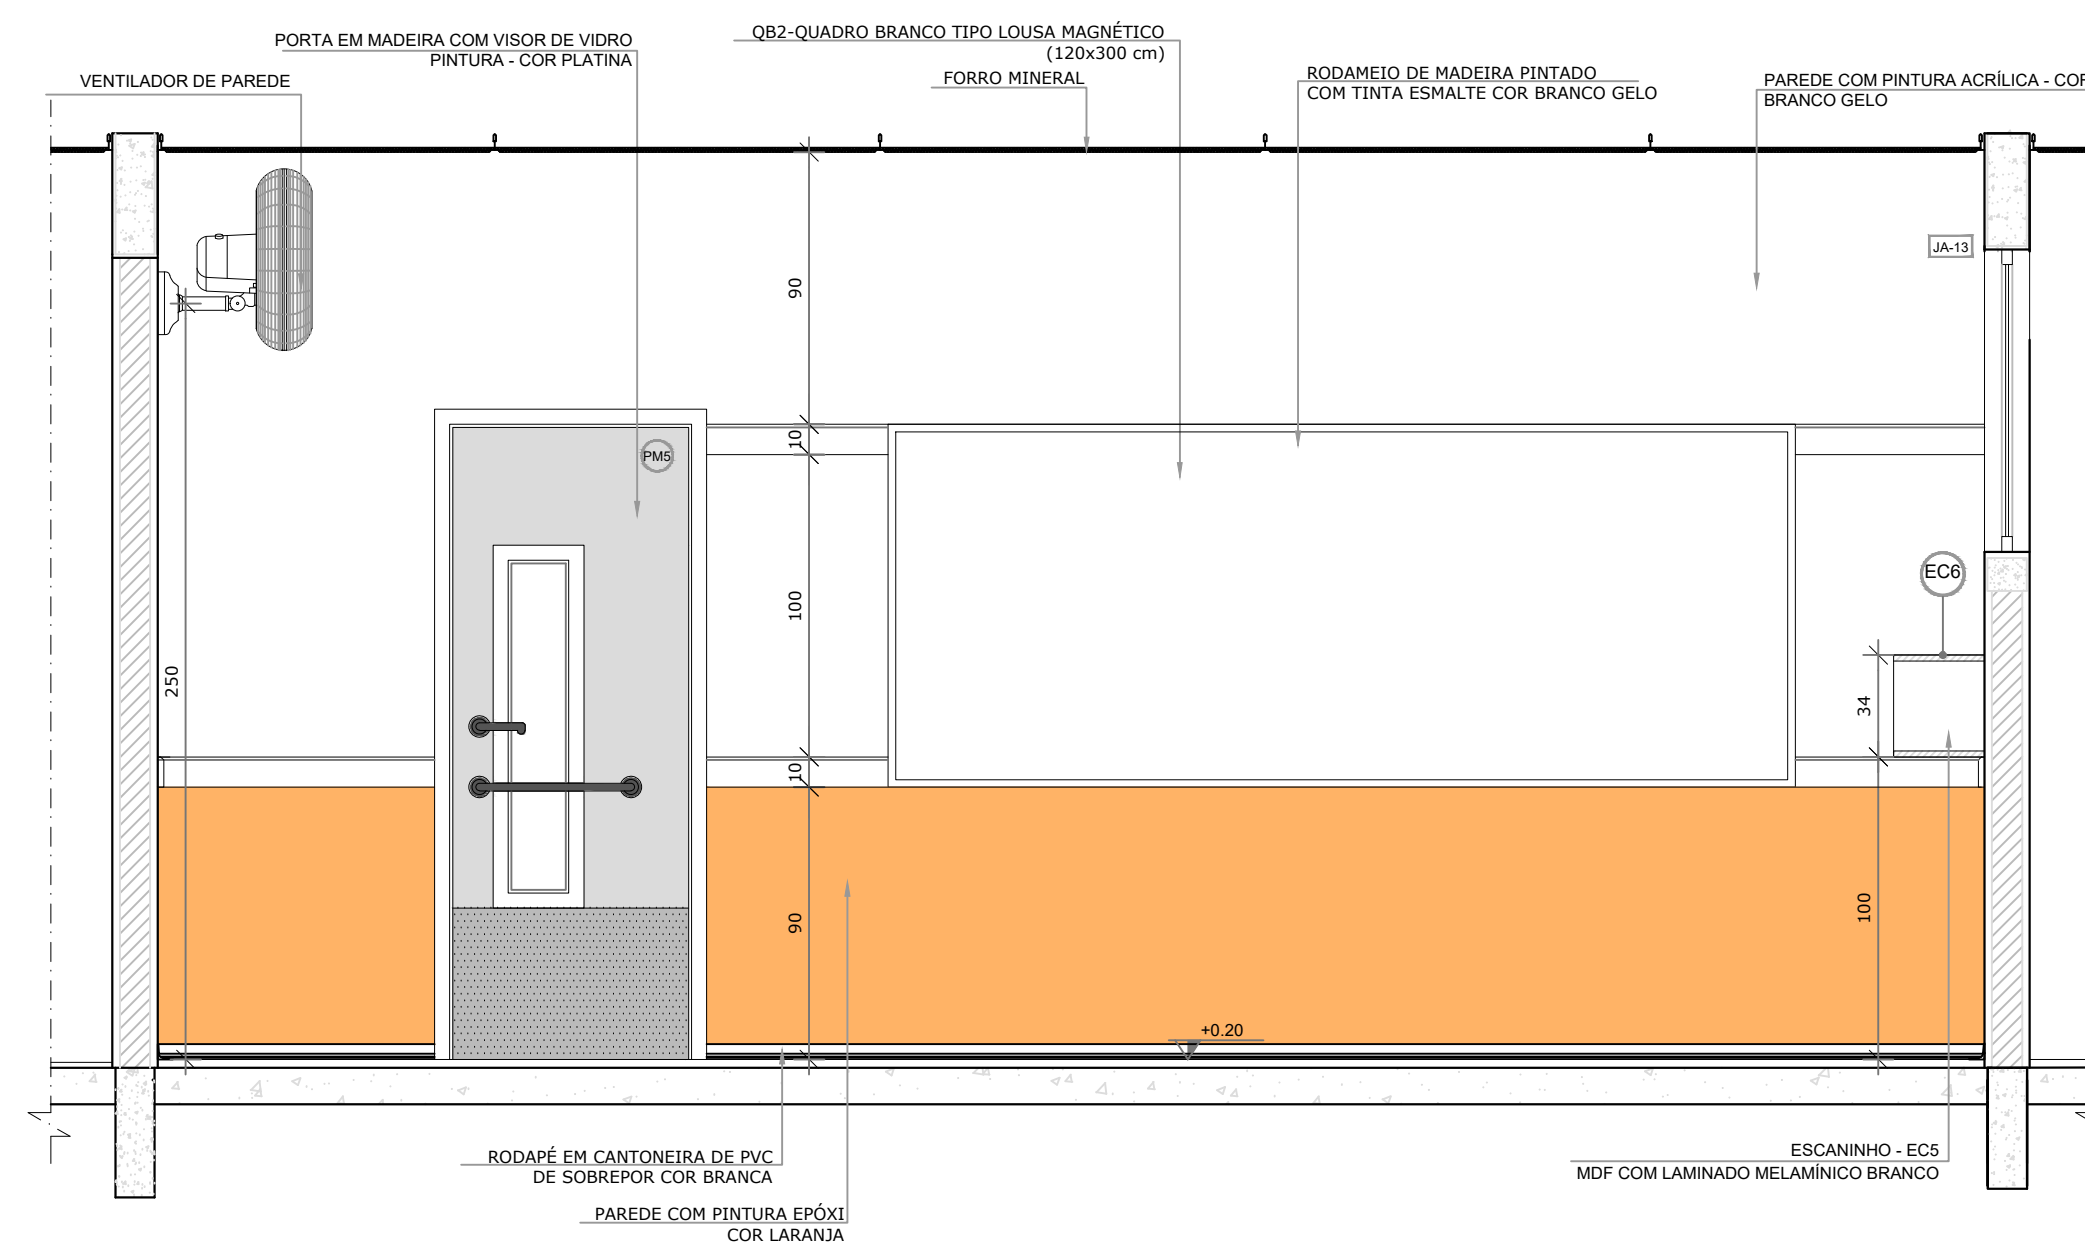 QB2-QUADRO BRANCO TIPO LOUSA MAGNÉTICO
(120x300 cm)
PORTA EM MADEIRA COM VISOR DE VIDRO
PINTURA - COR PLATINA
VENTILADOR DE PAREDE
FORRO MINERAL
RODAMEIO DE MADEIRA PINTADO
COM TINTA ESMALTE COR BRANCO GELO
PAREDE COM PINTURA ACRÍLICA - COR
BRANCO GELO
JA-13
90
10
PM5
EC6
100
250
34
10
90
100
+0.20
RODAPÉ EM CANTONEIRA DE PVC
DE SOBREPOR COR BRANCA
ESCANINHO - EC5
MDF COM LAMINADO MELAMÍNICO BRANCO
PAREDE COM PINTURA EPÓXI
COR LARANJA